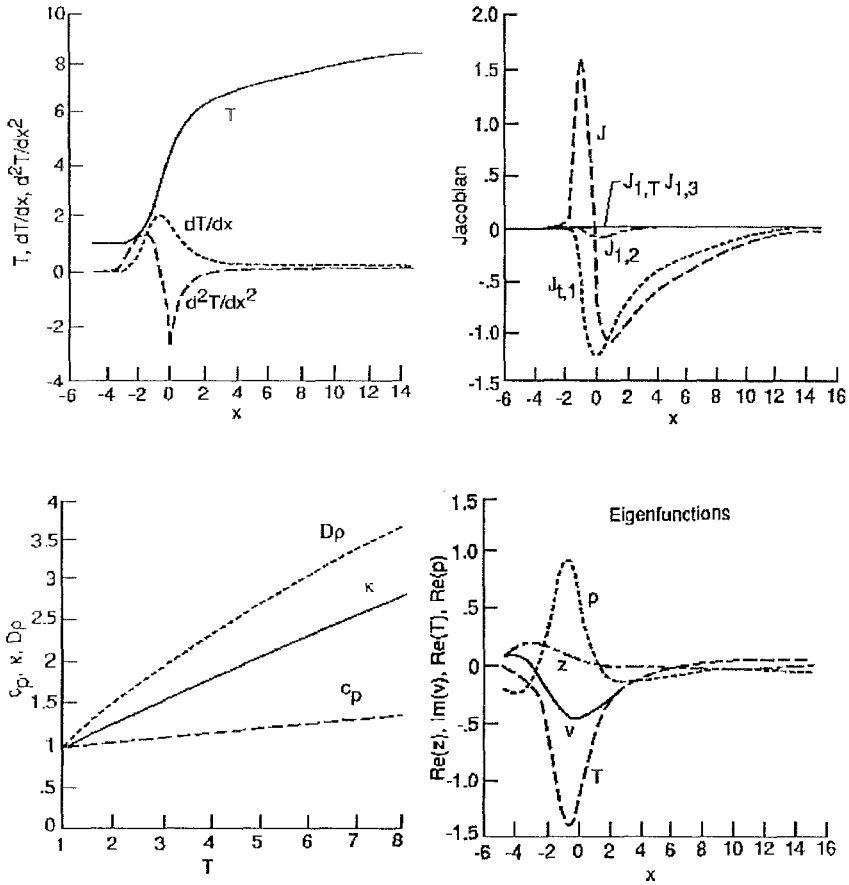 10
8
6
4
2
0
-2
-4
-6 -4 -2 0 2 4 6 8 10 12 14
x
T, dT/dx, d²T/dx²
T
dT/dx
d²T/dx²
1.5
1.0
.5
0
-.5
-1.0
-1.5
-6 -4 -2 0 2 4 6 8 10 12 14 16
x
Jacobian
J
J1,T J1,3
J1,2
Jt,1
4
3.5
3
2.5
2
1.5
1
.5
0
1 2 3 4 5 6 7 8
T
cp, κ, Dρ
Dρ
κ
cp
1.5
1.0
.5
0
-.5
-1.0
-1.5
-6 -4 -2 0 2 4 6 8 10 12 14 16
x
Re(z), Im(v), Re(T), Re(p)
Eigenfunctions
p
z
v
T